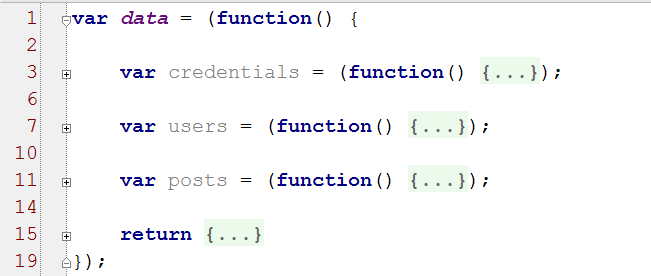 1 var data = (function() {
2
3 var credentials = (function() {...});
6
7 var users = (function() {...});
10
11 var posts = (function() {...});
14
15 return {...}
19 });